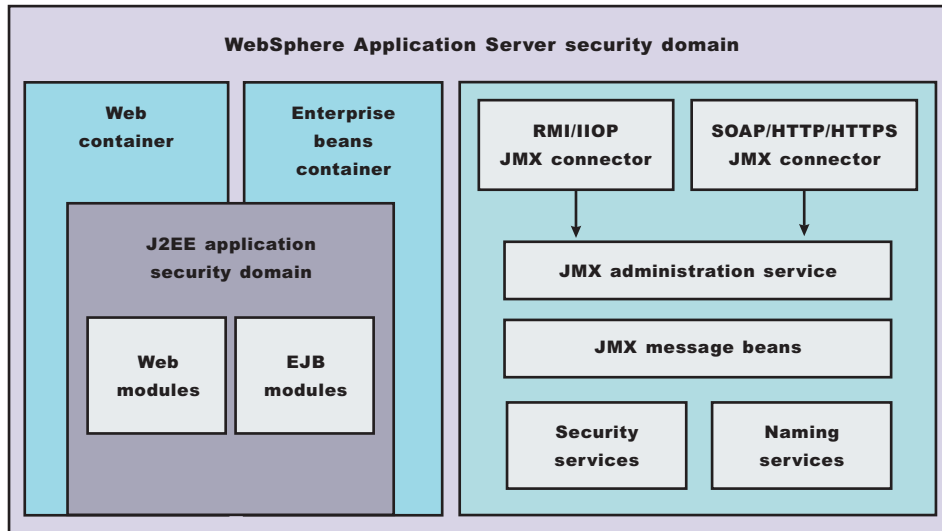 WebSphere Application Server security domain
Web
container
Enterprise
beans
container
J2EE application
security domain
Web
modules
EJB
modules
RMI/IIOP
JMX connector
SOAP/HTTP/HTTPS
JMX connector
JMX administration service
JMX message beans
Security
services
Naming
services